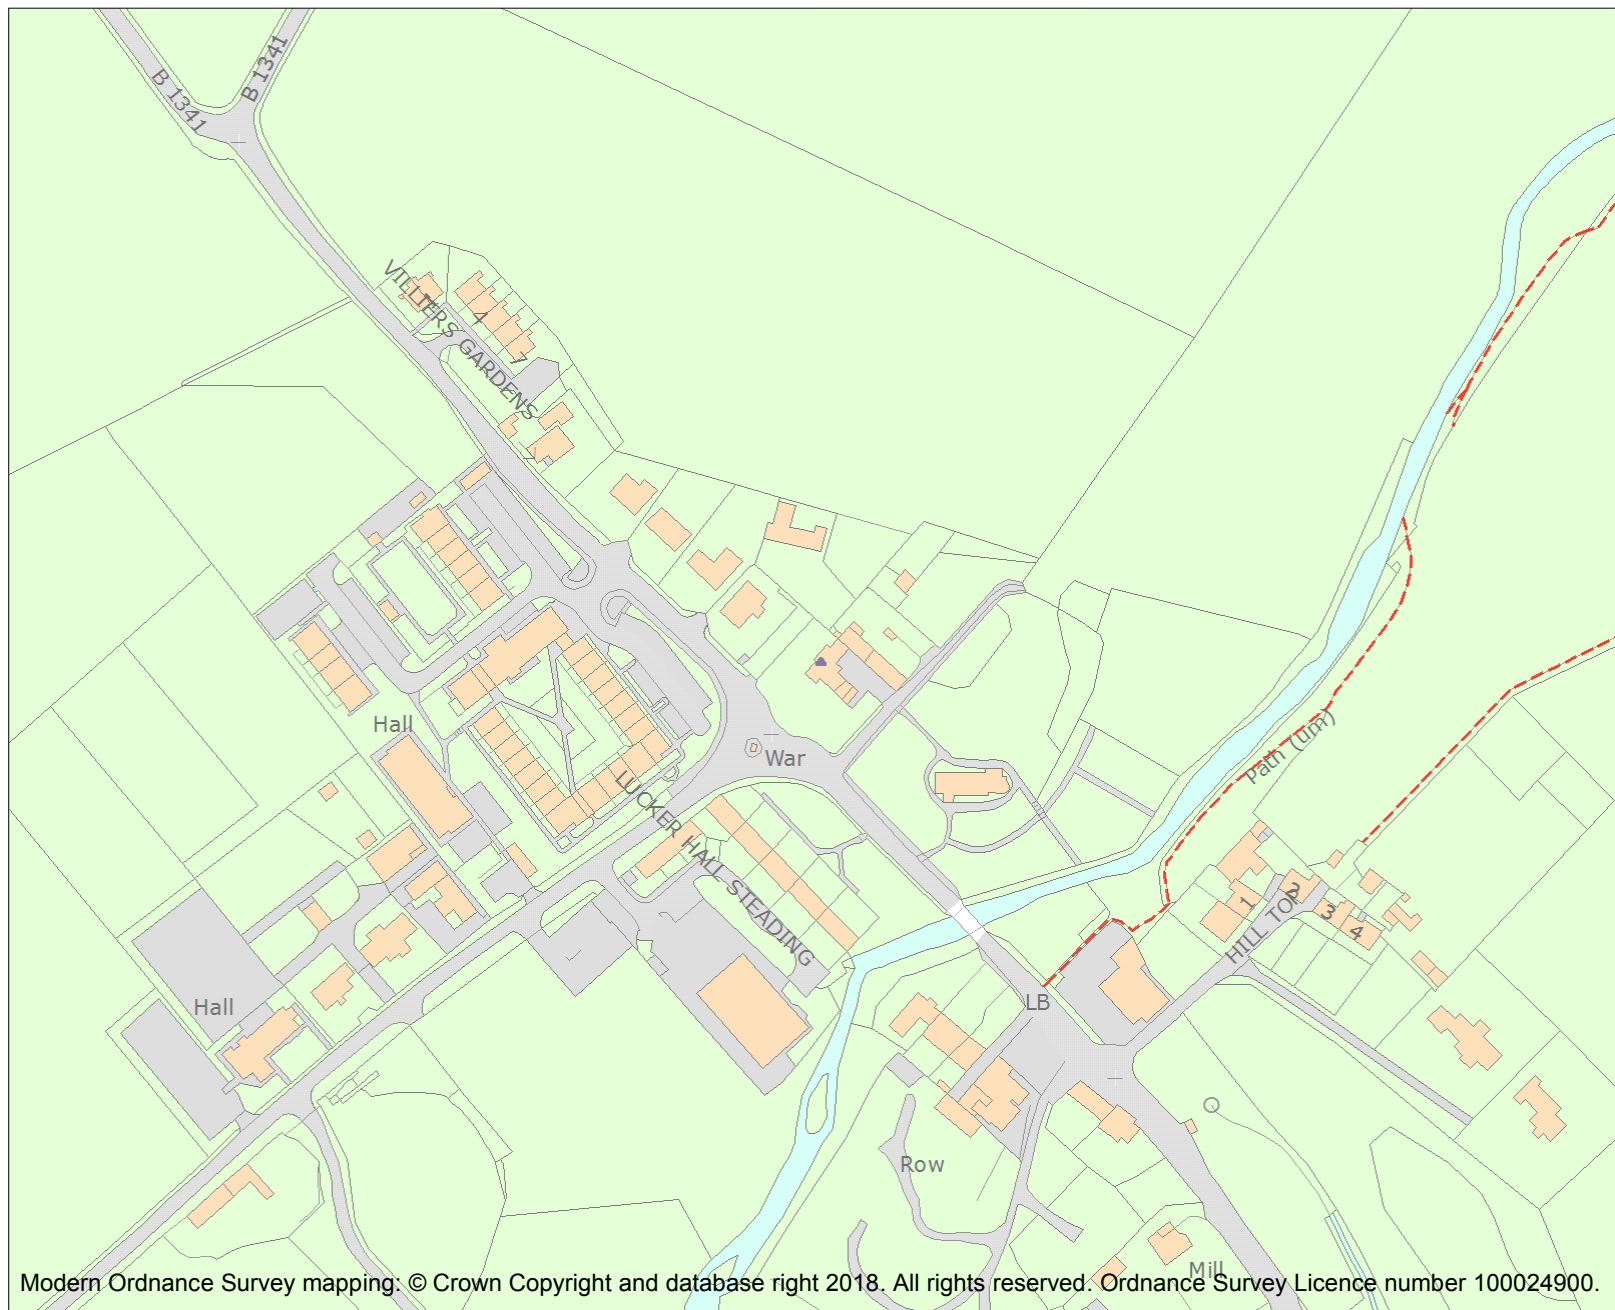 B 1341
B 1341
VILLIERS GARDENS
4
7
Hall
War
LUCKER HALL STEADING
Path (um)
1
2
3
4
HILL TOP
Hall
LB
Row
Mill
Modern Ordnance Survey mapping: © Crown Copyright and database right 2018. All rights reserved. Ordnance Survey Licence number 100024900.